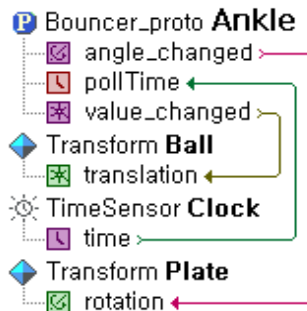 P Bouncer_proto Ankle
angle_changed
pollTime
value_changed
Transform Ball
translation
TimeSensor Clock
time
Transform Plate
rotation